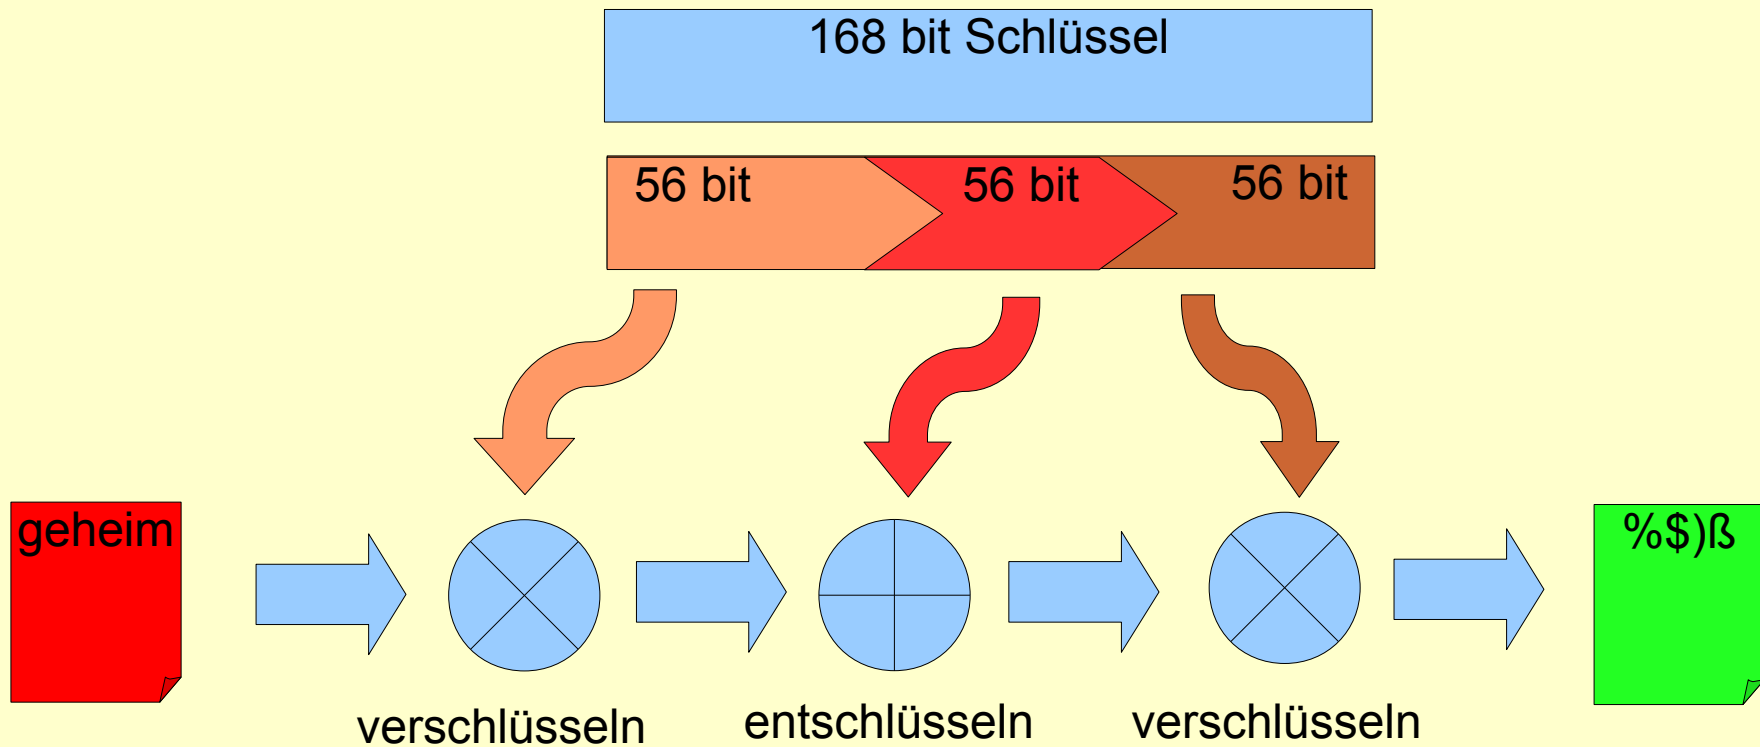 168 bit Schlüssel
56 bit
56 bit
56 bit
geheim
%$)ß
verschlüsseln
entschlüsseln
verschlüsseln